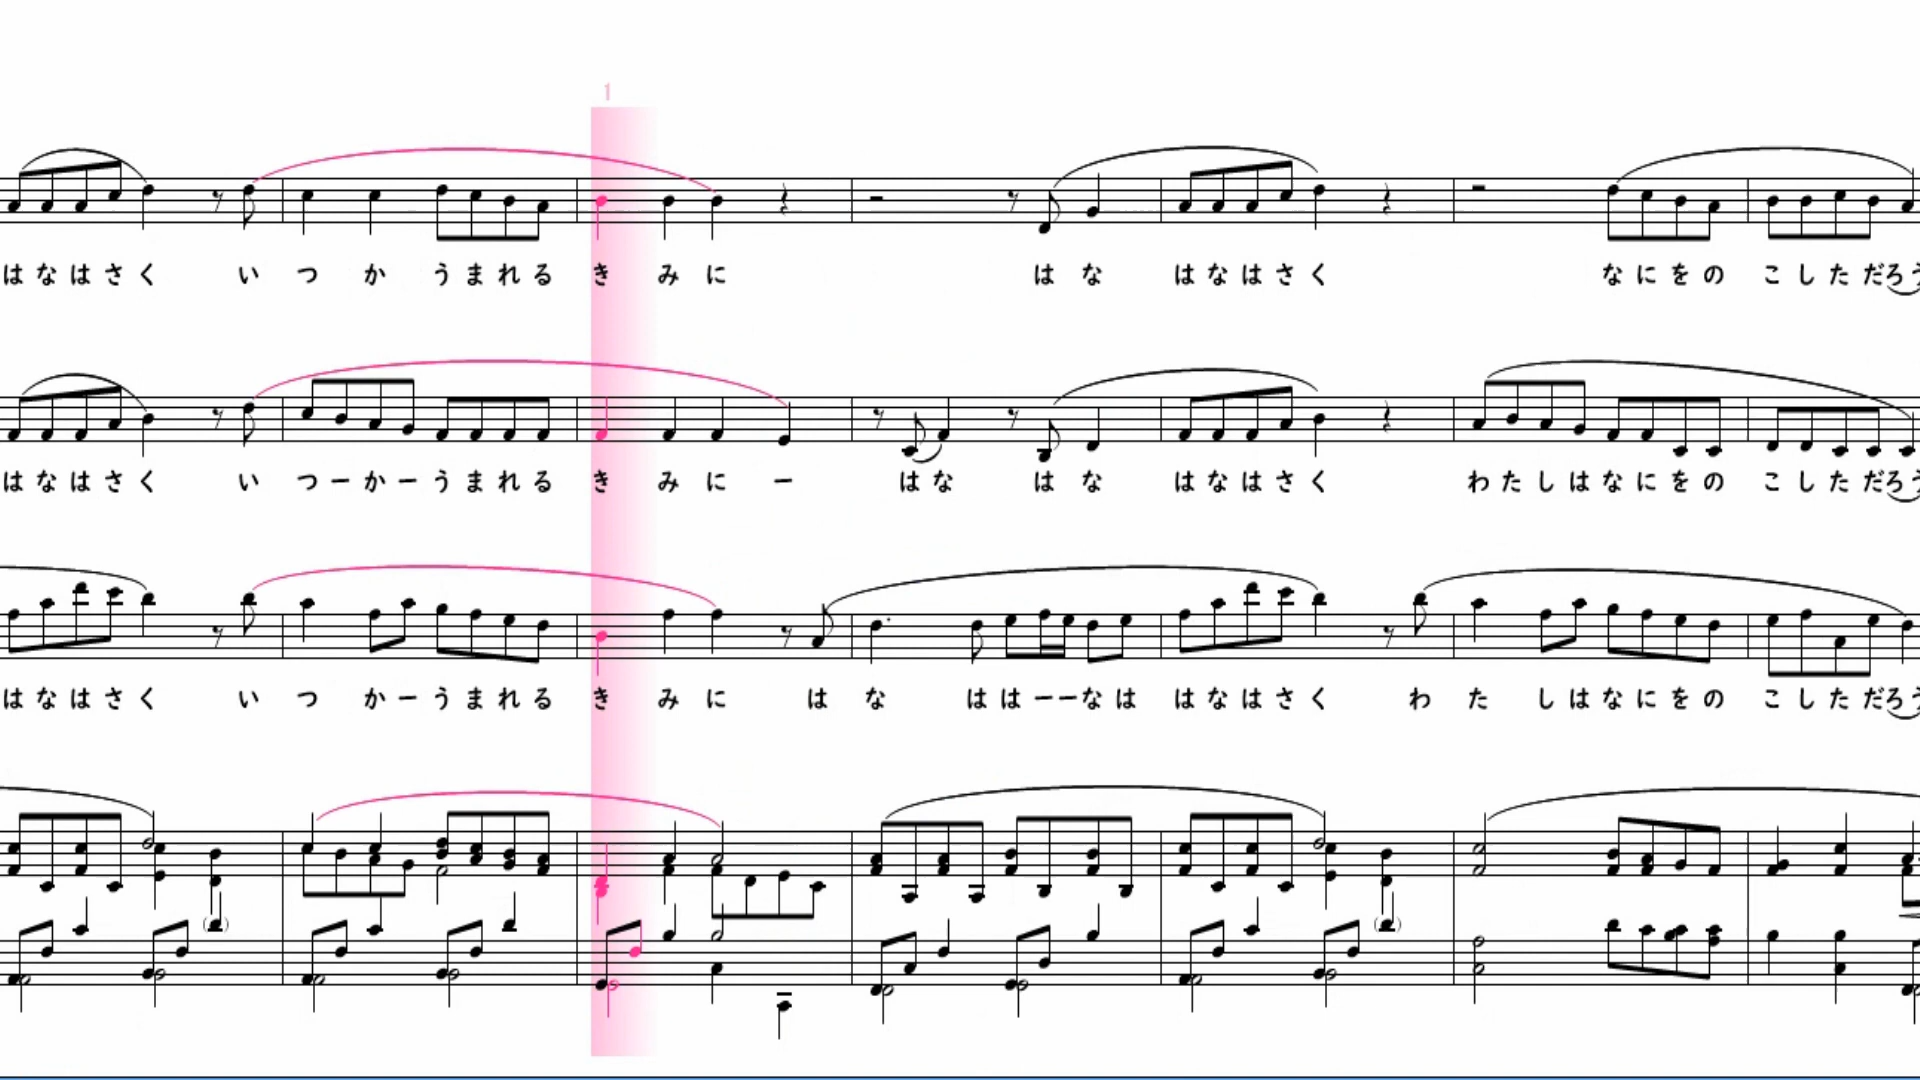 1
はなはさく いつかうまれるきみに はな はなはさく なにをのこしただろう
はなはさく いつーかーうまれるきみにー はな はな はなはさく わたしはなにをのこしただろう
はなはさく いつかーうまれるきみに はな はは--なは はなはさく わたしはなにをのこしただろう